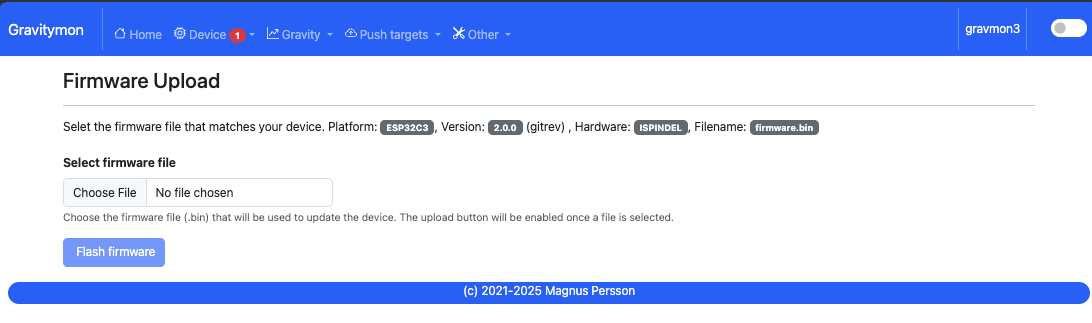 Gravitymon Home Device 1 Gravity Push targets Other gravmon3
Firmware Upload
Selet the firmware file that matches your device. Platform: ESP32C3, Version: 2.0.0 (gitrev) , Hardware: ISPINDEL, Filename: firmware.bin
Select firmware file
Choose File No file chosen
Choose the firmware file (.bin) that will be used to update the device. The upload button will be enabled once a file is selected.
Flash firmware
(c) 2021-2025 Magnus Persson